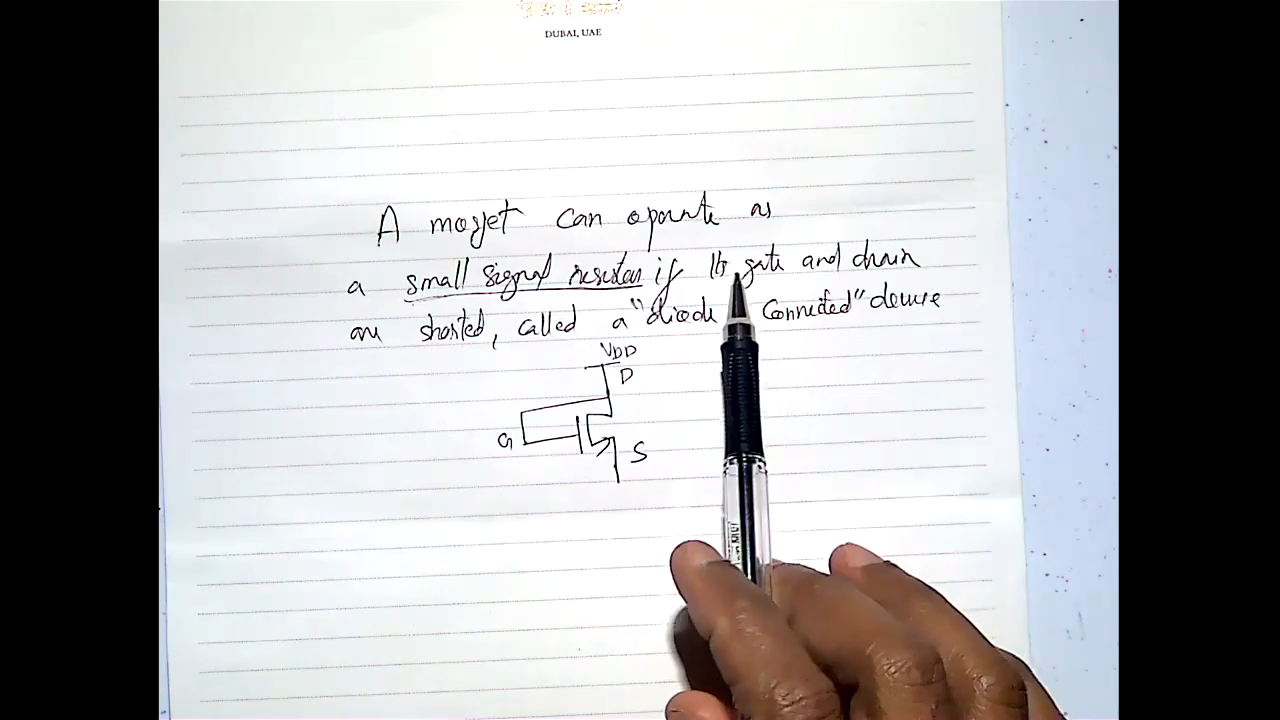 DUBAI, UAE
A mosfet can operate as
a small signal resistor if its gate and drain
are shorted, called a "diode connected" device
VDD
D
G
S